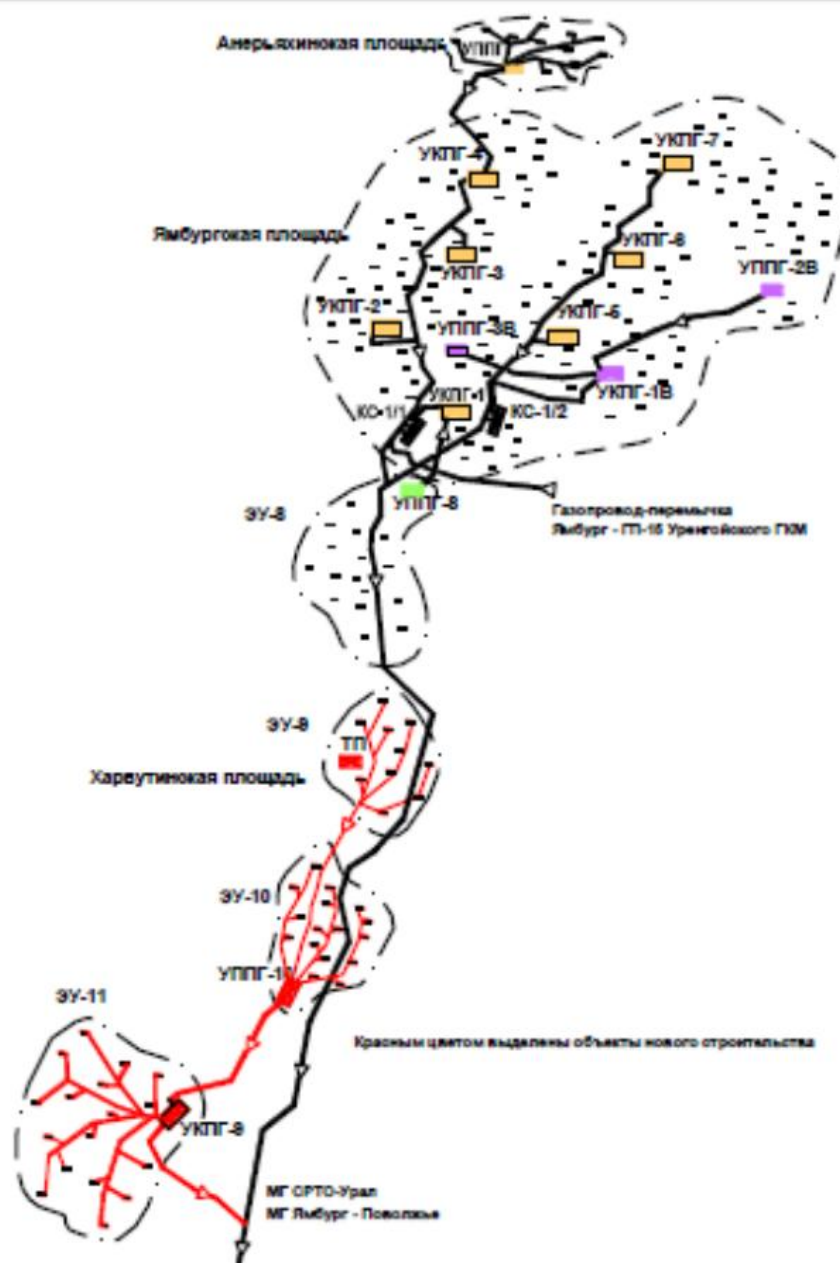 Анерьяхинская площадь
УППГ
УКПГ-4
УКПГ-7
Ямбургская площадь
УКПГ-3
УКПГ-6
УППГ-2В
УКПГ-2
УППГ-3В
УКПГ-5
УКПГ-1
УКПГ-1В
КС-1/1
КС-1/2
УППГ-8
ЭУ-8
Газопровод-перемычка
Ямбург - ГП-15 Уренгойского ГКМ
ЭУ-9
ТП
Харвутинская площадь
ЭУ-10
УППГ-10
ЭУ-11
Красным цветом выделены объекты нового строительства
УКПГ-9
МГ СРТО-Урал
МГ Ямбург - Поволжье